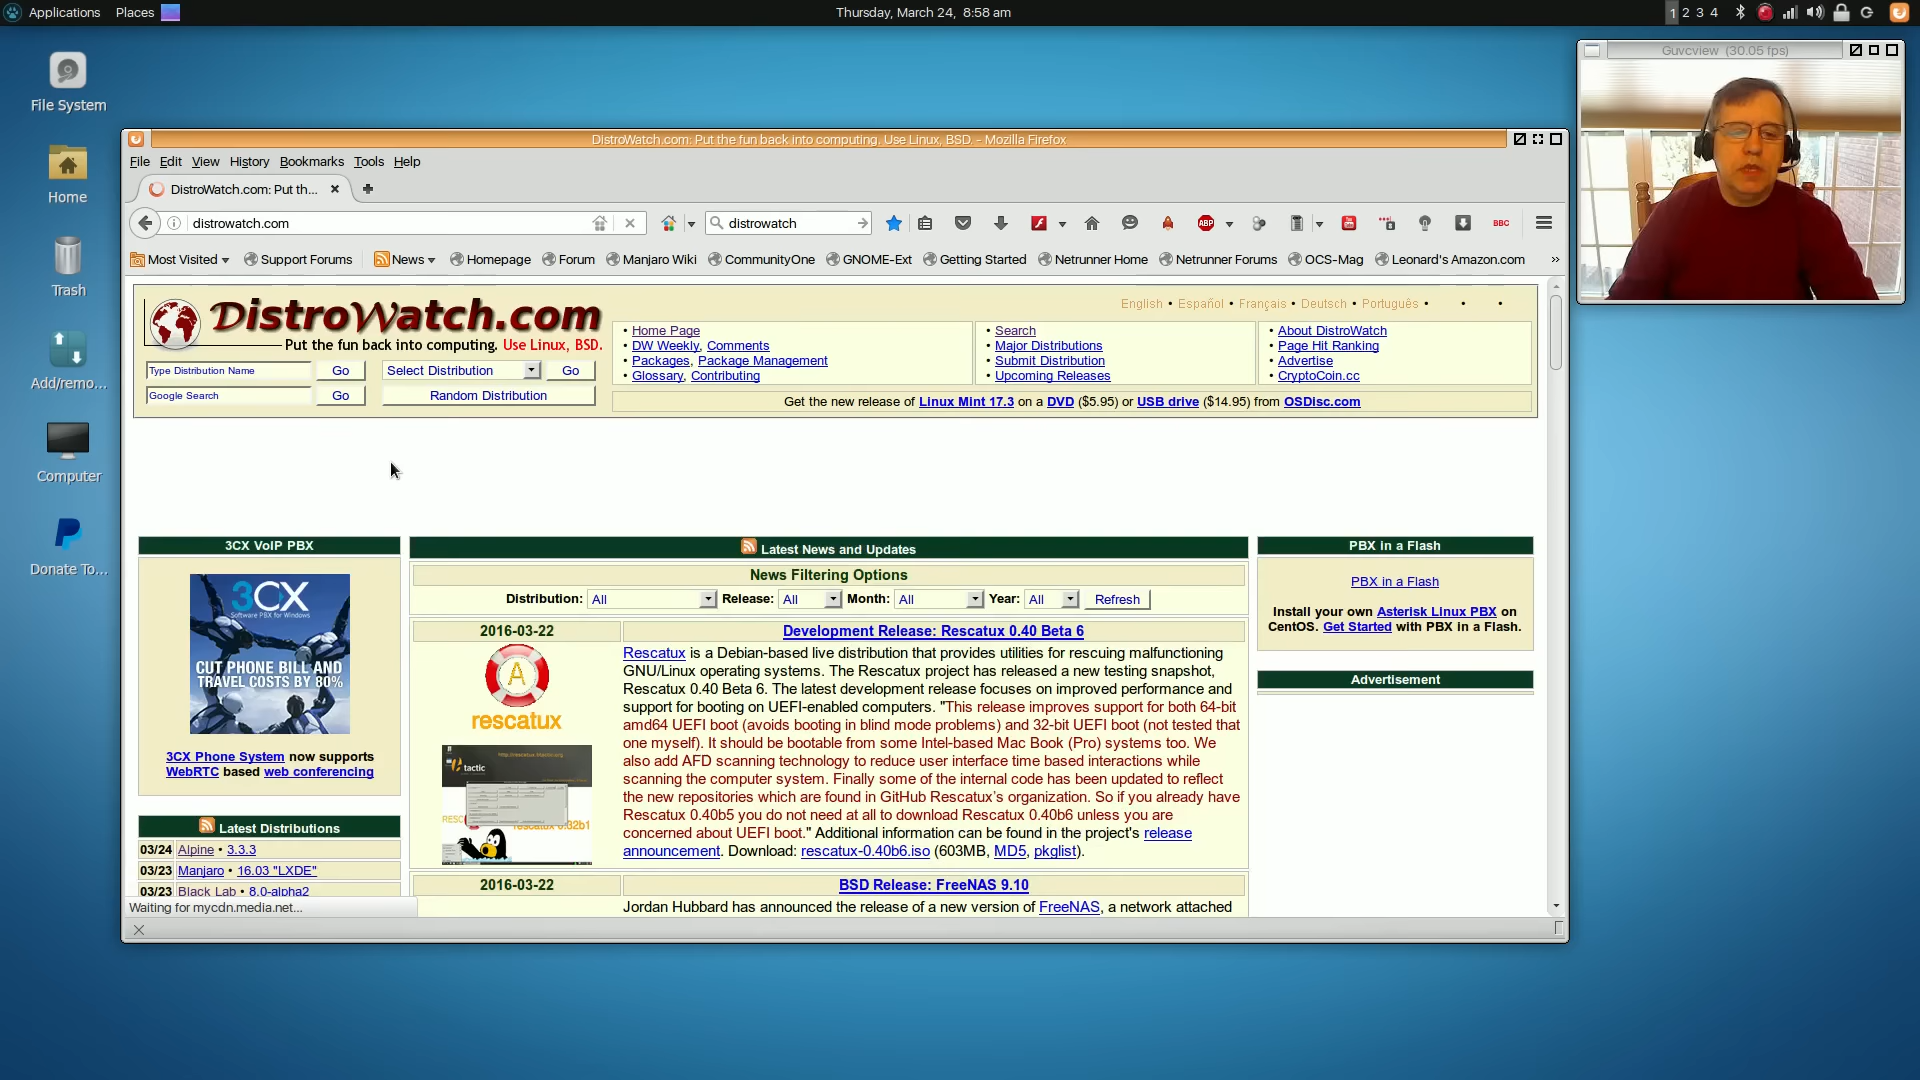 Applications Places
Thursday, March 24, 8:58 am
1 2 3 4
File System
Home
Trash
Add/remo...
Computer
Donate To...
Guvcview (30.05 fps)
DistroWatch.com: Put the fun back into computing. Use Linux, BSD. - Mozilla Firefox
File Edit View History Bookmarks Tools Help
DistroWatch.com: Put th...
distrowatch.com
distrowatch
ABP
BBC
Most Visited Support Forums News Homepage Forum Manjaro Wiki CommunityOne GNOME-Ext Getting Started Netrunner Home Netrunner Forums OCS-Mag Leonard's Amazon.com »
DistroWatch.com
Put the fun back into computing. Use Linux, BSD.
Type Distribution Name Go Select Distribution Go
Google Search Go Random Distribution
English • Español • Français • Deutsch • Português • • •
• Home Page
• DW Weekly, Comments
• Packages, Package Management
• Glossary, Contributing
• Search
• Major Distributions
• Submit Distribution
• Upcoming Releases
• About DistroWatch
• Page Hit Ranking
• Advertise
• CryptoCoin.cc
Get the new release of Linux Mint 17.3 on a DVD ($5.95) or USB drive ($14.95) from OSDisc.com
3CX VoIP PBX
3CX
Software PBX for Windows
CUT PHONE BILL AND
TRAVEL COSTS BY 80%
3CX Phone System now supports
WebRTC based web conferencing
Latest Distributions
03/24 Alpine • 3.3.3
03/23 Manjaro • 16.03 "LXDE"
03/23 Black Lab • 8.0-alpha2
Waiting for mycdn.media.net...
Latest News and Updates
News Filtering Options
Distribution: All Release: All Month: All Year: All Refresh
2016-03-22 Development Release: Rescatux 0.40 Beta 6
rescatux
tactic
Rescatux is a Debian-based live distribution that provides utilities for rescuing malfunctioning
GNU/Linux operating systems. The Rescatux project has released a new testing snapshot,
Rescatux 0.40 Beta 6. The latest development release focuses on improved performance and
support for booting on UEFI-enabled computers. "This release improves support for both 64-bit
amd64 UEFI boot (avoids booting in blind mode problems) and 32-bit UEFI boot (not tested that
one myself). It should be bootable from some Intel-based Mac Book (Pro) systems too. We
also add AFD scanning technology to reduce user interface time based interactions while
scanning the computer system. Finally some of the internal code has been updated to reflect
the new repositories which are found in GitHub Rescatux's organization. So if you already have
Rescatux 0.40b5 you do not need at all to download Rescatux 0.40b6 unless you are
concerned about UEFI boot." Additional information can be found in the project's release
announcement. Download: rescatux-0.40b6.iso (603MB, MD5, pkglist).
2016-03-22 BSD Release: FreeNAS 9.10
Jordan Hubbard has announced the release of a new version of FreeNAS, a network attached
PBX in a Flash
PBX in a Flash
Install your own Asterisk Linux PBX on
CentOS. Get Started with PBX in a Flash.
Advertisement